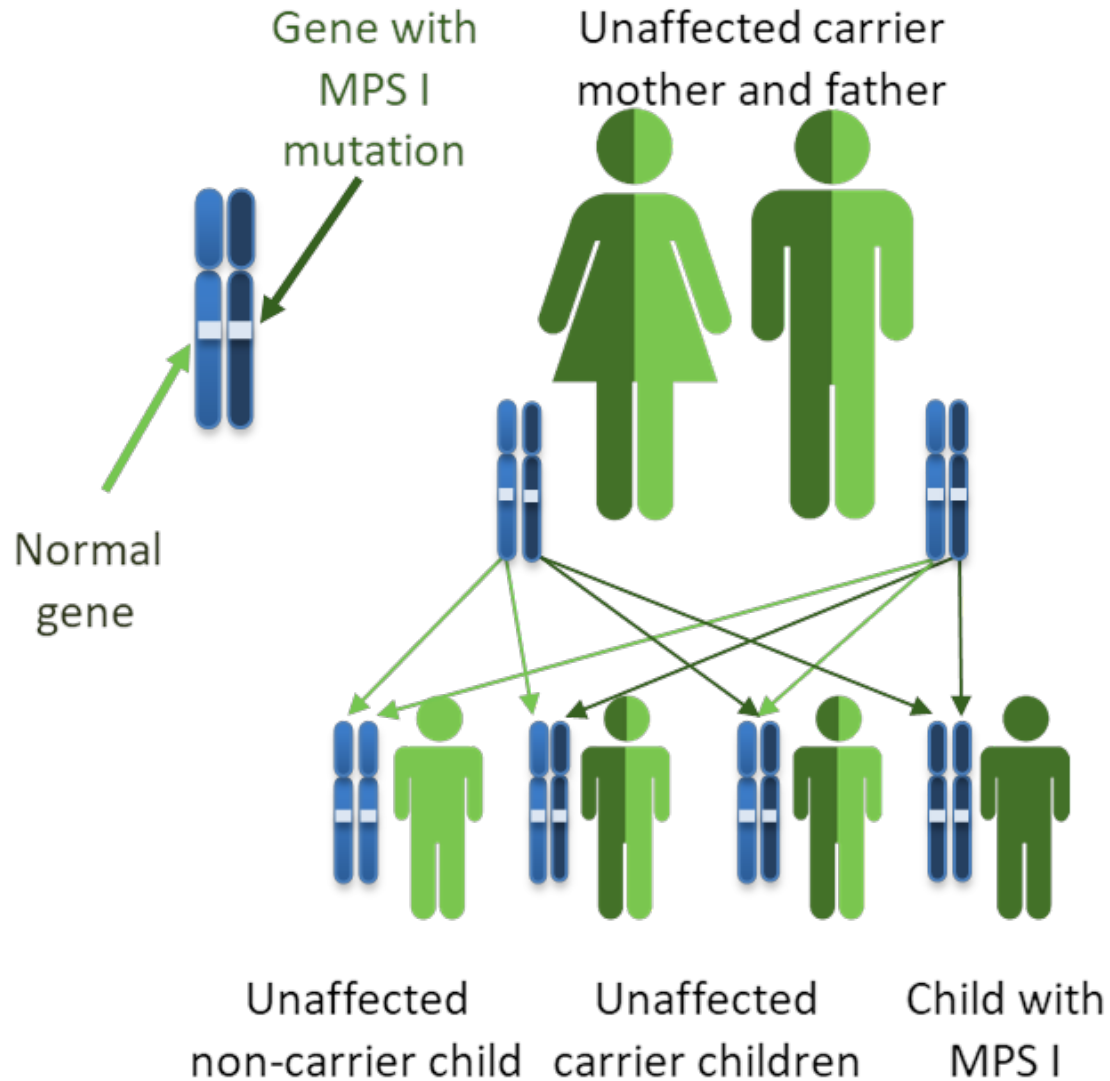 Gene with
MPS I
mutation
Unaffected carrier
mother and father
Normal
gene
Unaffected
non-carrier child
Unaffected
carrier children
Child with
MPS I